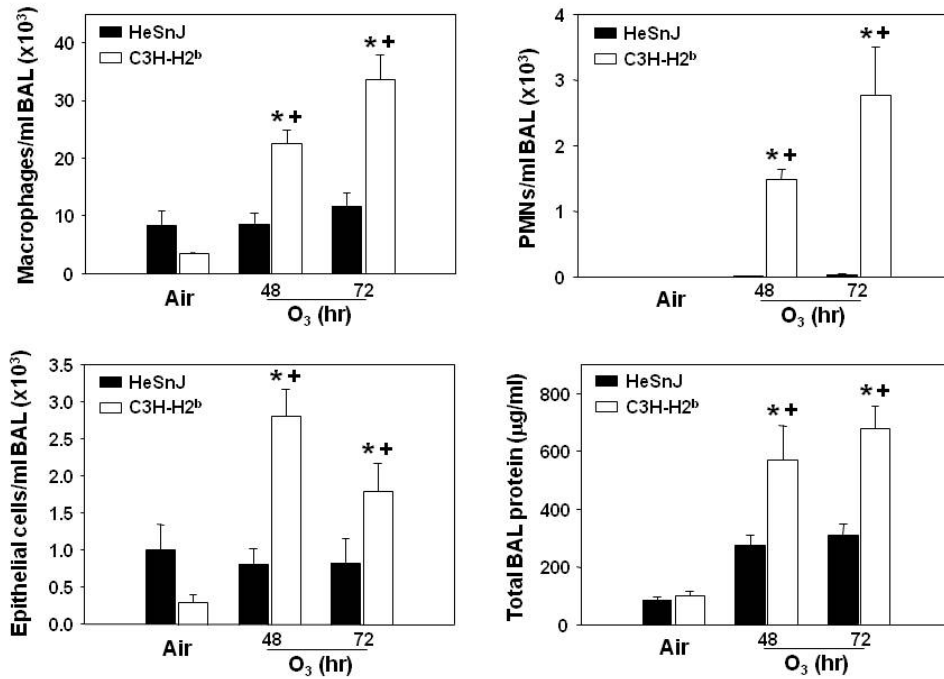 Macrophages/ml BAL (x10³)
40
30
20
10
0
HeSnJ
C3H-H2ᵇ
*+
*+
Air
48
72
O₃ (hr)
PMNs/ml BAL (x10³)
4
3
2
1
0
HeSnJ
C3H-H2ᵇ
*+
*+
Air
48
72
O₃ (hr)
Epithelial cells/ml BAL (x10³)
3.5
3.0
2.5
2.0
1.5
1.0
0.5
0.0
HeSnJ
C3H-H2ᵇ
*+
*+
Air
48
72
O₃ (hr)
Total BAL protein (µg/ml)
800
600
400
200
0
HeSnJ
C3H-H2ᵇ
*+
*+
Air
48
72
O₃ (hr)